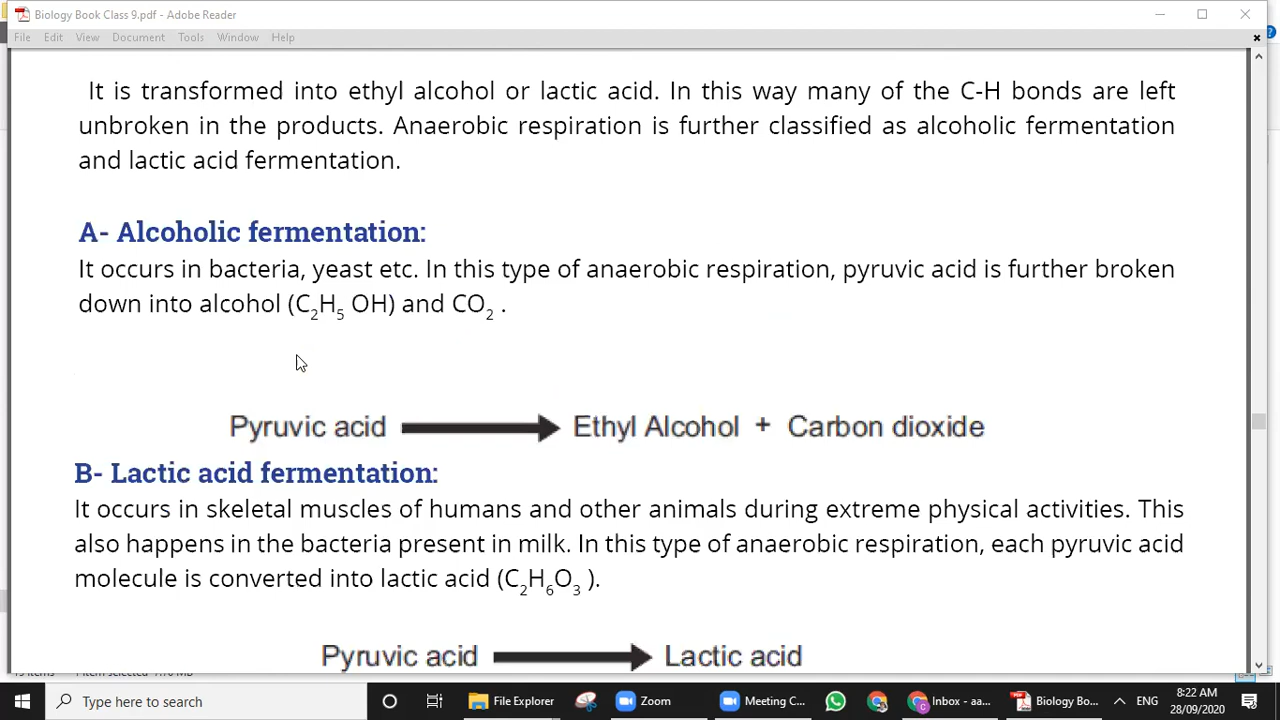 Biology Book Class 9.pdf - Adobe Reader
File Edit View Document Tools Window Help
It is transformed into ethyl alcohol or lactic acid. In this way many of the C-H bonds are left
unbroken in the products. Anaerobic respiration is further classified as alcoholic fermentation
and lactic acid fermentation.
A- Alcoholic fermentation:
It occurs in bacteria, yeast etc. In this type of anaerobic respiration, pyruvic acid is further broken
down into alcohol (C₂H₅ OH) and CO₂ .
Pyruvic acid → Ethyl Alcohol + Carbon dioxide
B- Lactic acid fermentation:
It occurs in skeletal muscles of humans and other animals during extreme physical activities. This
also happens in the bacteria present in milk. In this type of anaerobic respiration, each pyruvic acid
molecule is converted into lactic acid (C₂H₆O₃ ).
Pyruvic acid → Lactic acid
Type here to search File Explorer Zoom Meeting C... Inbox - aa... Biology Bo... ENG 8:22 AM
28/09/2020